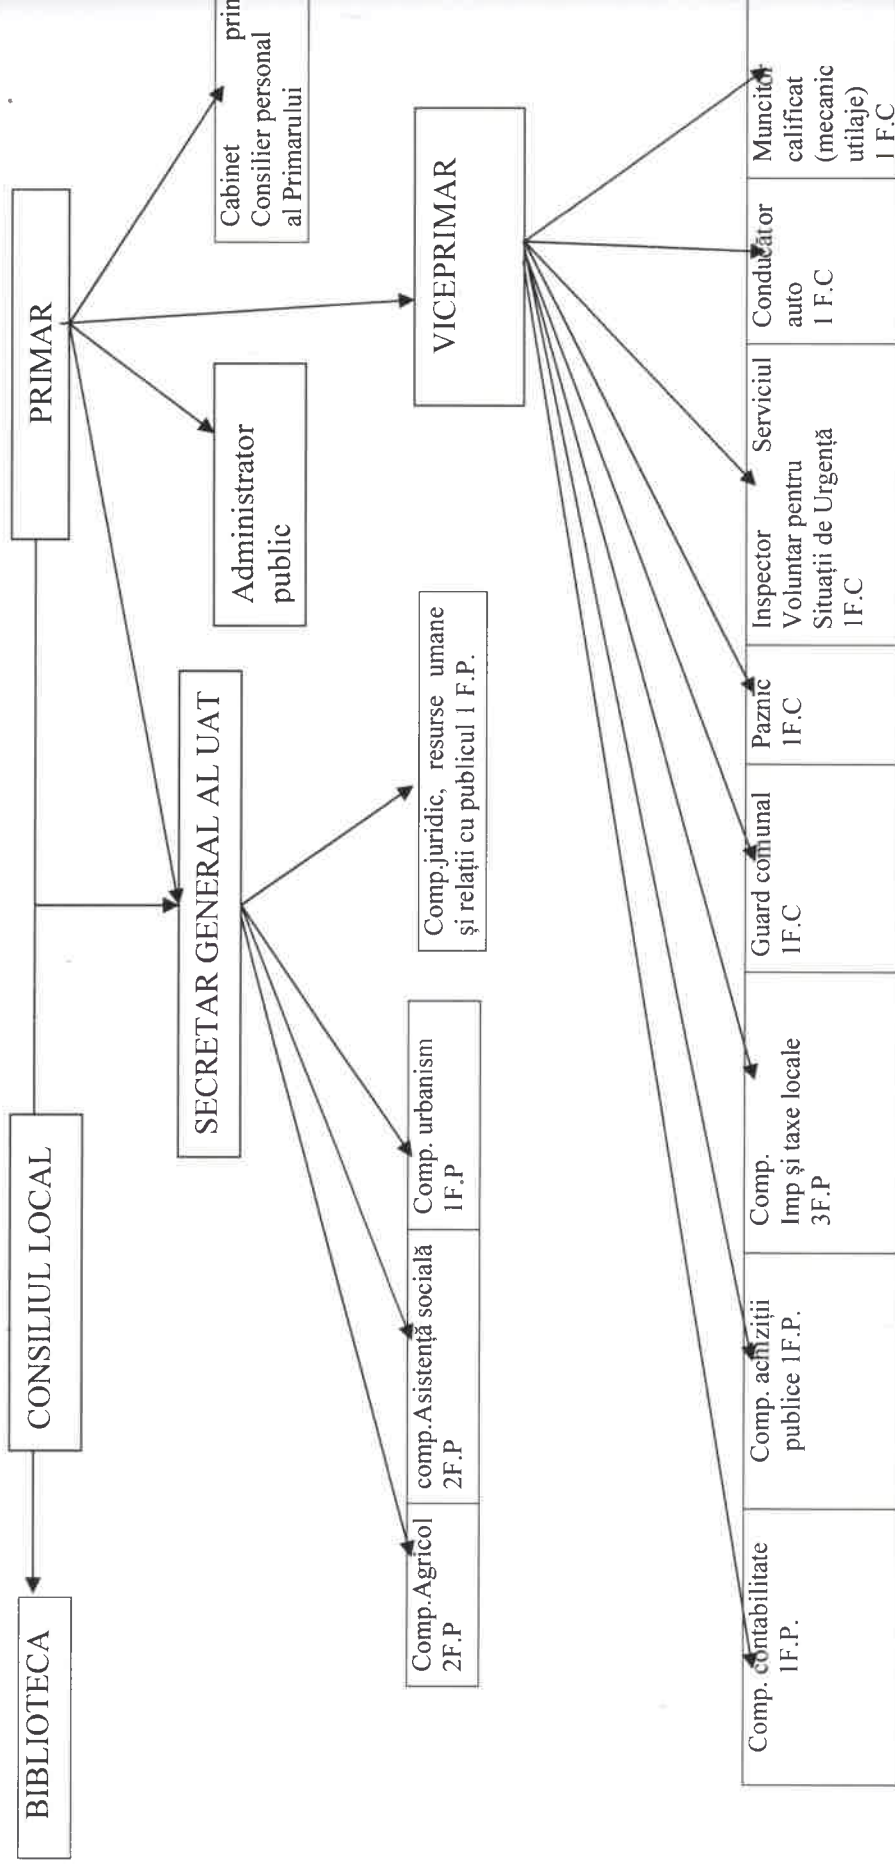 BIBLIOTECA
CONSILIUL LOCAL
PRIMAR
SECRETAR GENERAL AL UAT
Administrator
public
Cabinet
Consilier personal
al Primarului
Comp.Agricol
2F.P
comp.Asistență socială
2F.P
Comp. urbanism
1F.P
Comp.juridic, resurse umane
și relații cu publicul 1 F.P.
VICEPRIMAR
Comp. contabilitate
1F.P.
Comp. achiziții
publice 1F.P.
Comp.
Imp și taxe locale
3F.P
Guard comunal
1F.C
Paznic
1F.C
Inspector Serviciul
Voluntar pentru
Situații de Urgență
1F.C
Conducător
auto
1 F.C
Muncitor
calificat
(mecanic
utilaje)
1 F.C